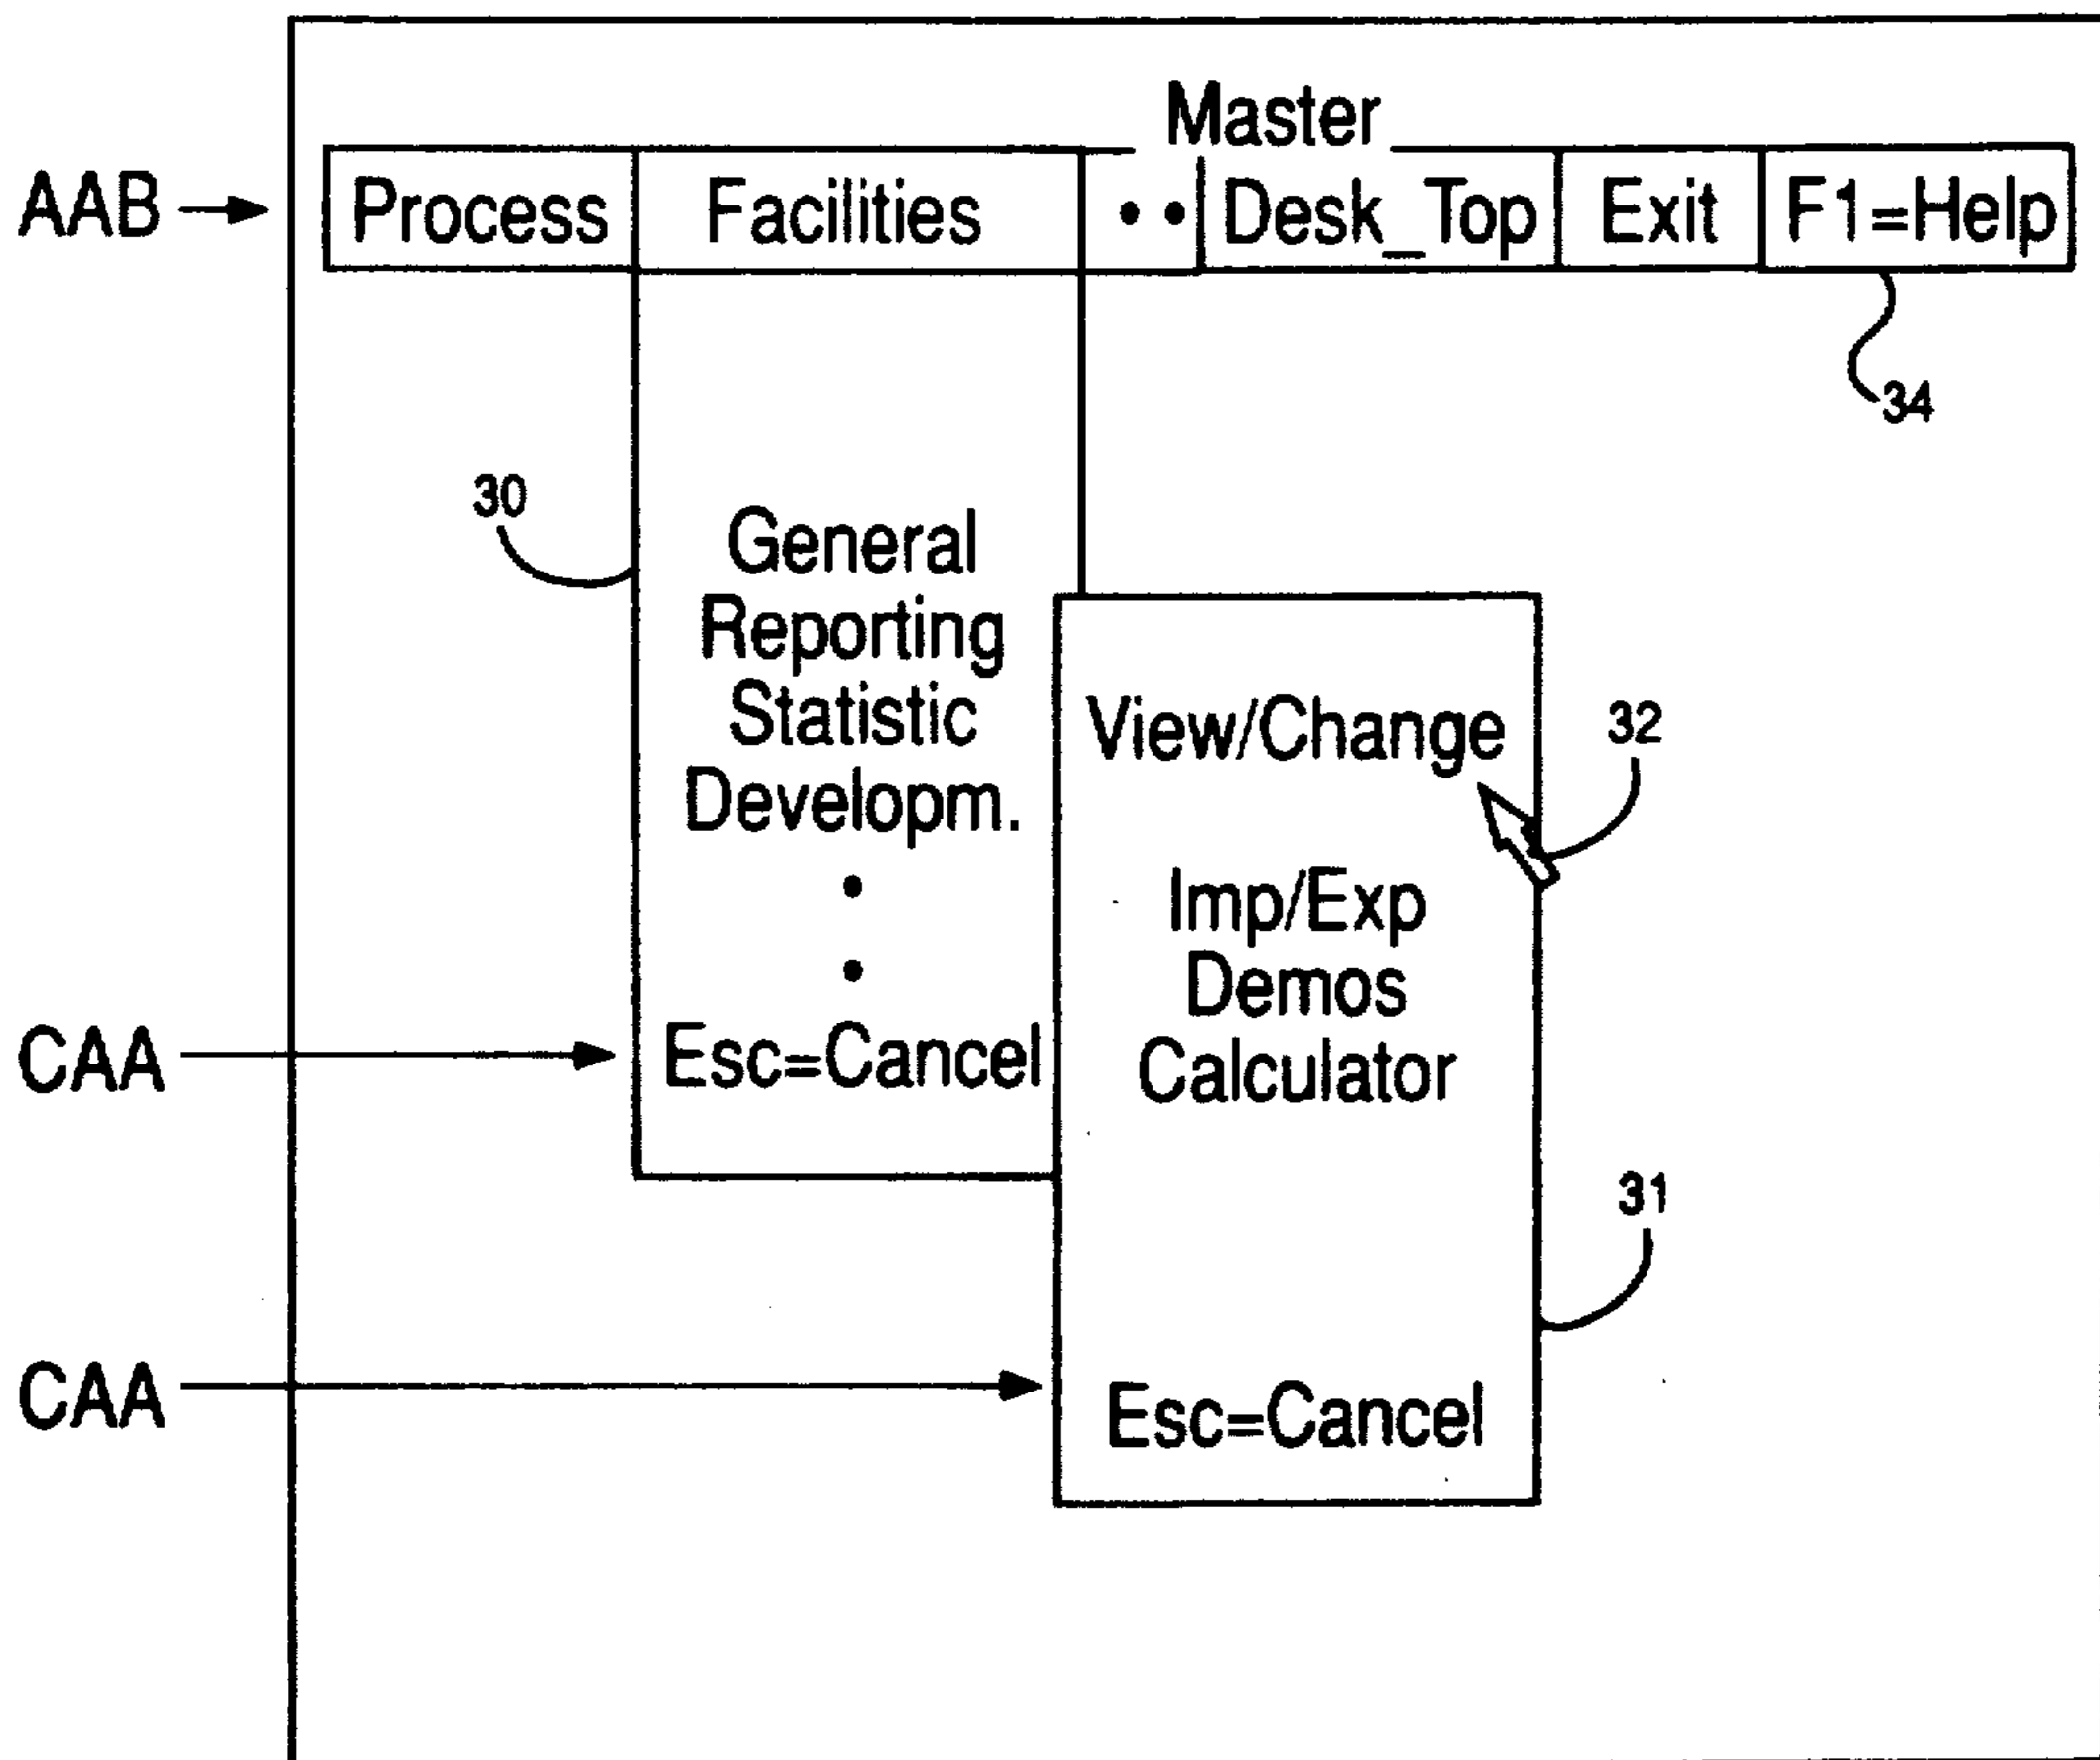 Master
AAB Process Facilities • • Desk_Top Exit F1=Help
34
30
General
Reporting
Statistic
Developm.
•
•
CAA Esc=Cancel
View/Change
32
Imp/Exp
Demos
Calculator
31
CAA Esc=Cancel